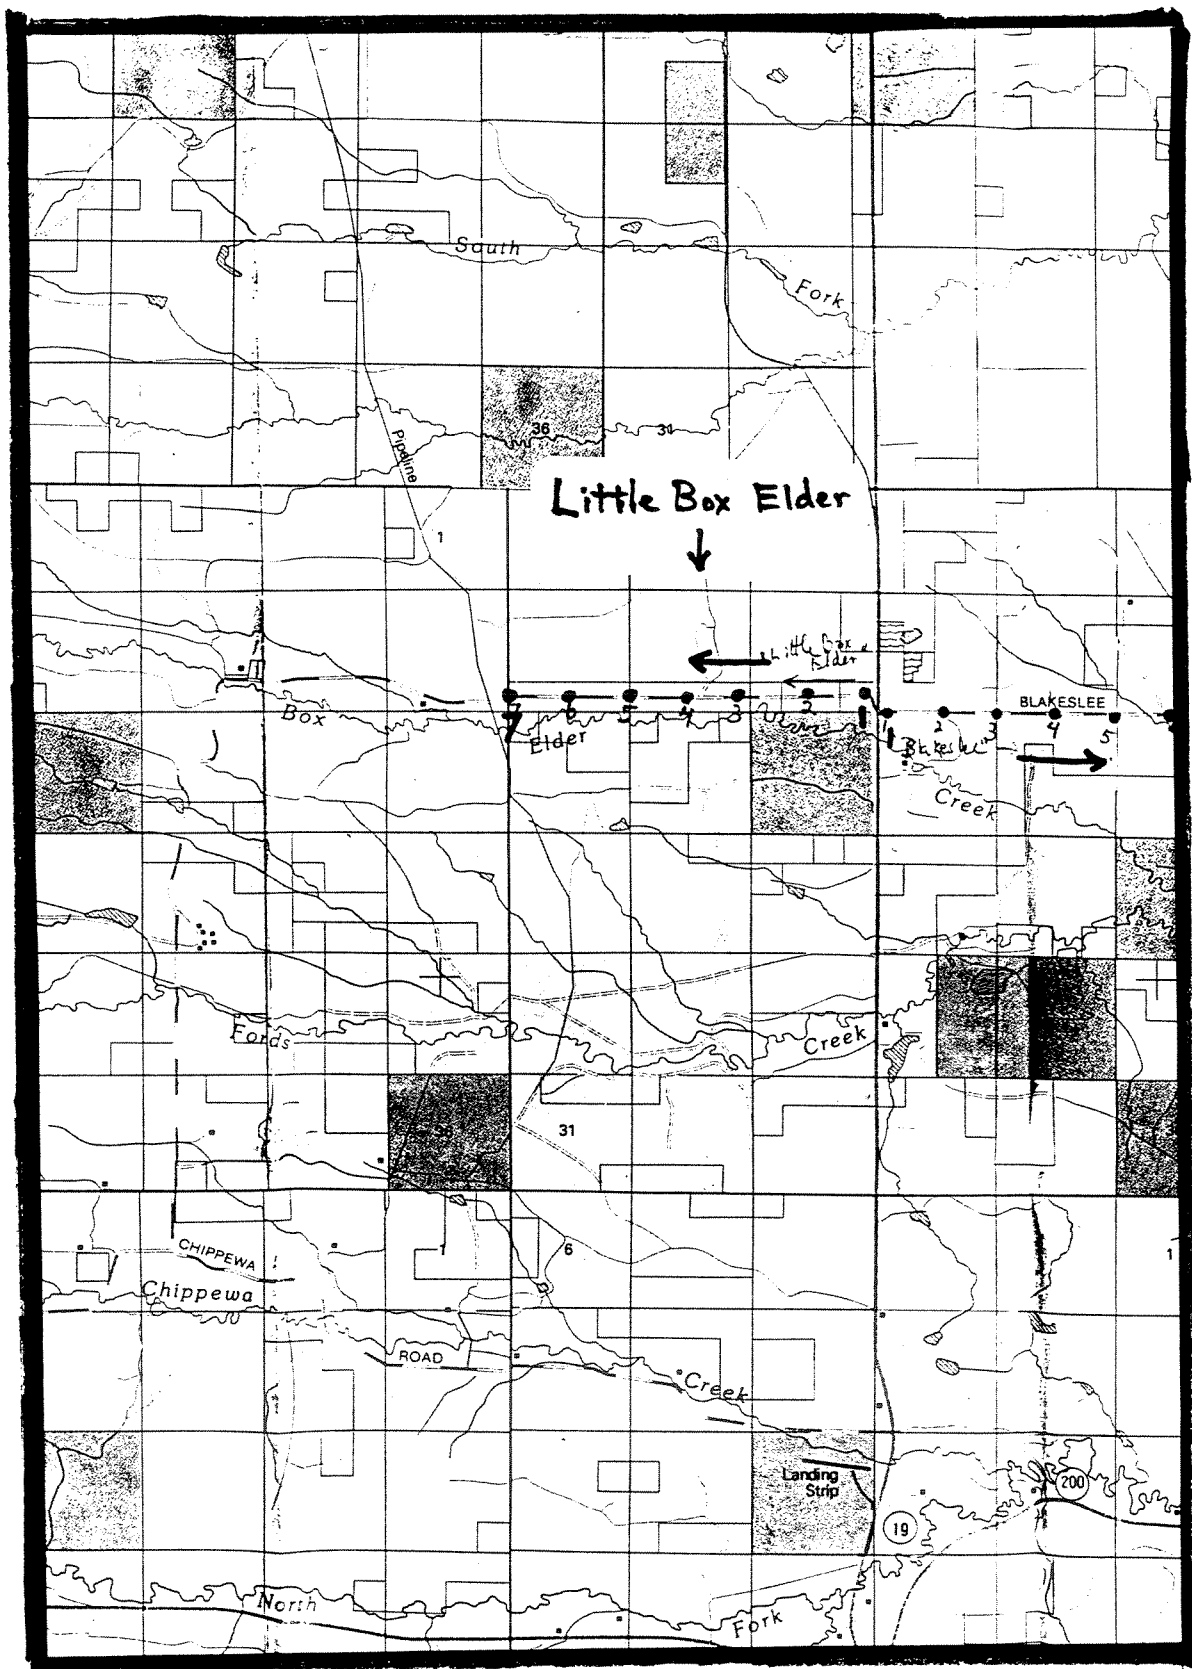 South
Fork
36
31
Pipeline
Little Box Elder
1
"Little Box
Elder"
7 6 5 4 3 2 1
1 2 3 4 5
BLAKESLEE
Box
Elder
"Blakeslee"
Creek
Fords
Creek
31
CHIPPEWA
1
6
1
Chippewa
ROAD
Creek
Landing
Strip
200
19
North
Fork